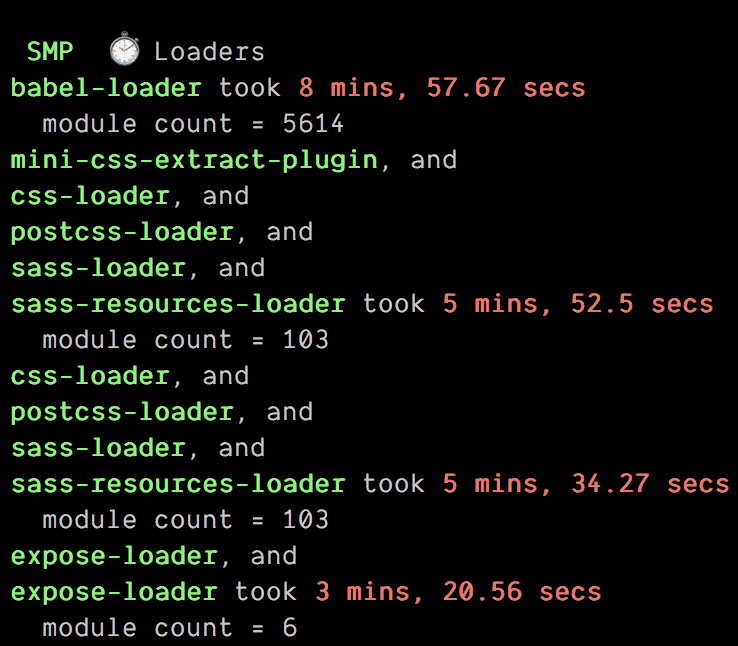 SMP ⏱ Loaders
babel-loader took 8 mins, 57.67 secs
module count = 5614
mini-css-extract-plugin, and
css-loader, and
postcss-loader, and
sass-loader, and
sass-resources-loader took 5 mins, 52.5 secs
module count = 103
css-loader, and
postcss-loader, and
sass-loader, and
sass-resources-loader took 5 mins, 34.27 secs
module count = 103
expose-loader, and
expose-loader took 3 mins, 20.56 secs
module count = 6